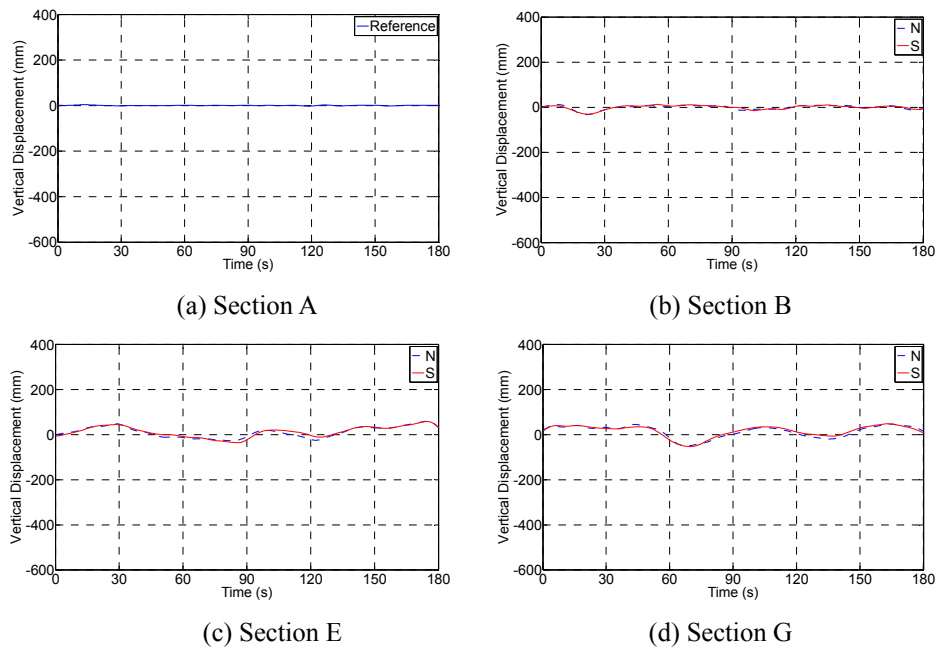 400
200
0
-200
-400
-600
Vertical Displacement (mm)
Reference
0 30 60 90 120 150 180
Time (s)
(a) Section A
400
200
0
-200
-400
-600
Vertical Displacement (mm)
N
S
0 30 60 90 120 150 180
Time (s)
(b) Section B
400
200
0
-200
-400
-600
Vertical Displacement (mm)
N
S
0 30 60 90 120 150 180
Time (s)
(c) Section E
400
200
0
-200
-400
-600
Vertical Displacement (mm)
N
S
0 30 60 90 120 150 180
Time (s)
(d) Section G